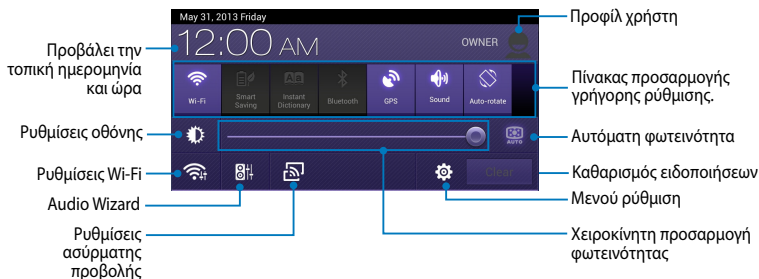 May 31, 2013 Friday
12:00 AM
OWNER
Wi-Fi
Smart
Saving
Instant
Dictionary
Bluetooth
GPS
Sound
Auto-rotate
AUTO
Clear
Προβάλει την
τοπική ημερομηνία
και ώρα
Ρυθμίσεις οθόνης
Ρυθμίσεις Wi-Fi
Audio Wizard
Ρυθμίσεις
ασύρματης
προβολής
Προφίλ χρήστη
Πίνακας προσαρμογής
γρήγορης ρύθμισης.
Αυτόματη φωτεινότητα
Καθαρισμός ειδοποιήσεων
Μενού ρύθμιση
Χειροκίνητη προσαρμογή
φωτεινότητας